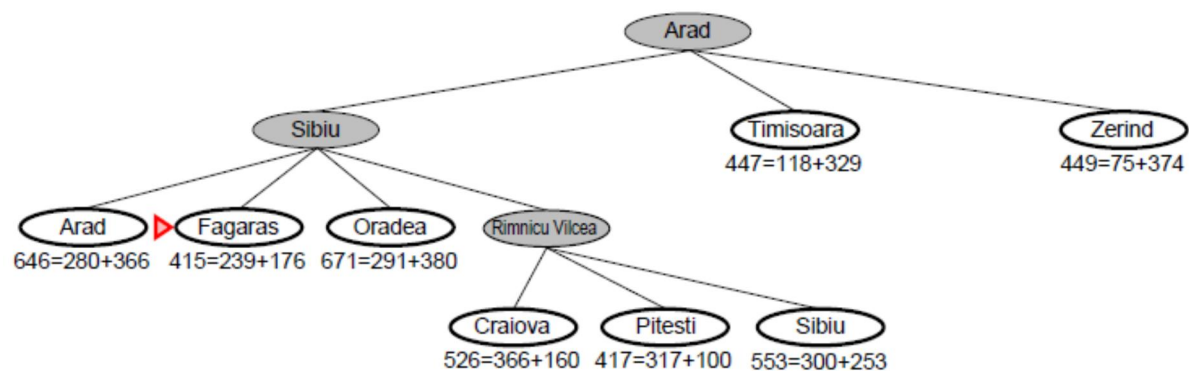 Arad
Sibiu
Timisoara
Zerind
447=118+329
449=75+374
Arad
Fagaras
Oradea
Rimnicu Vilcea
646=280+366
415=239+176
671=291+380
Craiova
Pitesti
Sibiu
526=366+160
417=317+100
553=300+253